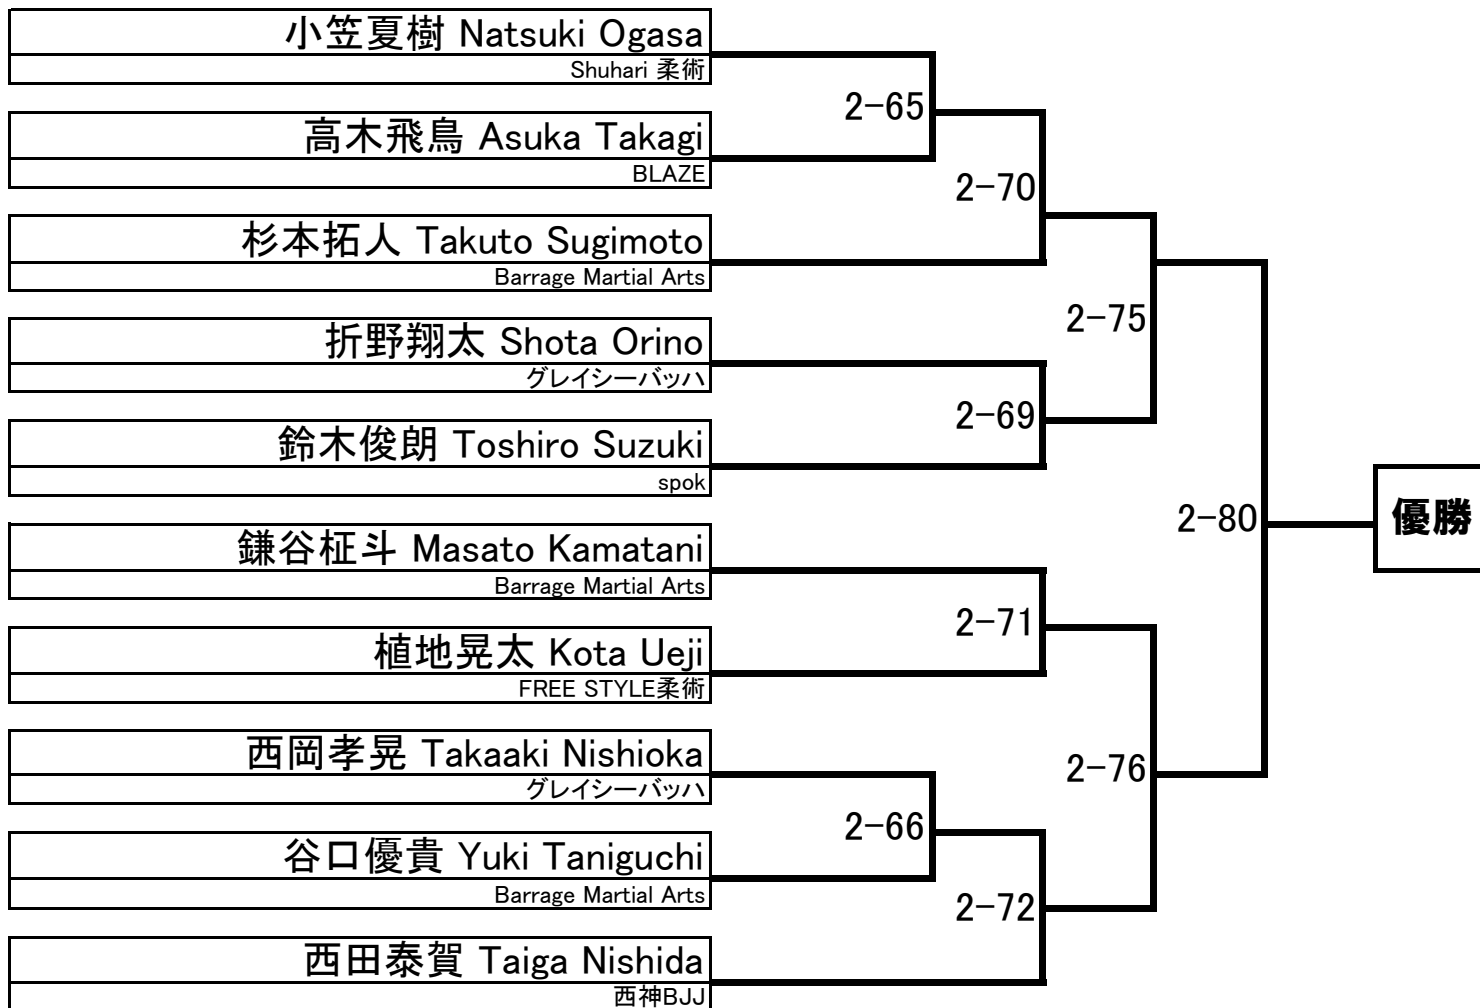 小笠夏樹 Natsuki Ogasa
Shuhari 柔術
2-65
高木飛鳥 Asuka Takagi
BLAZE
2-70
杉本拓人 Takuto Sugimoto
Barrage Martial Arts
2-75
折野翔太 Shota Orino
グレイシーバッハ
2-69
鈴木俊朗 Toshiro Suzuki
spok
2-80
優勝
鎌谷柾斗 Masato Kamatani
Barrage Martial Arts
2-71
植地晃太 Kota Ueji
FREE STYLE柔術
西岡孝晃 Takaaki Nishioka
グレイシーバッハ
2-76
2-66
谷口優貴 Yuki Taniguchi
Barrage Martial Arts
2-72
西田泰賀 Taiga Nishida
西神BJJ